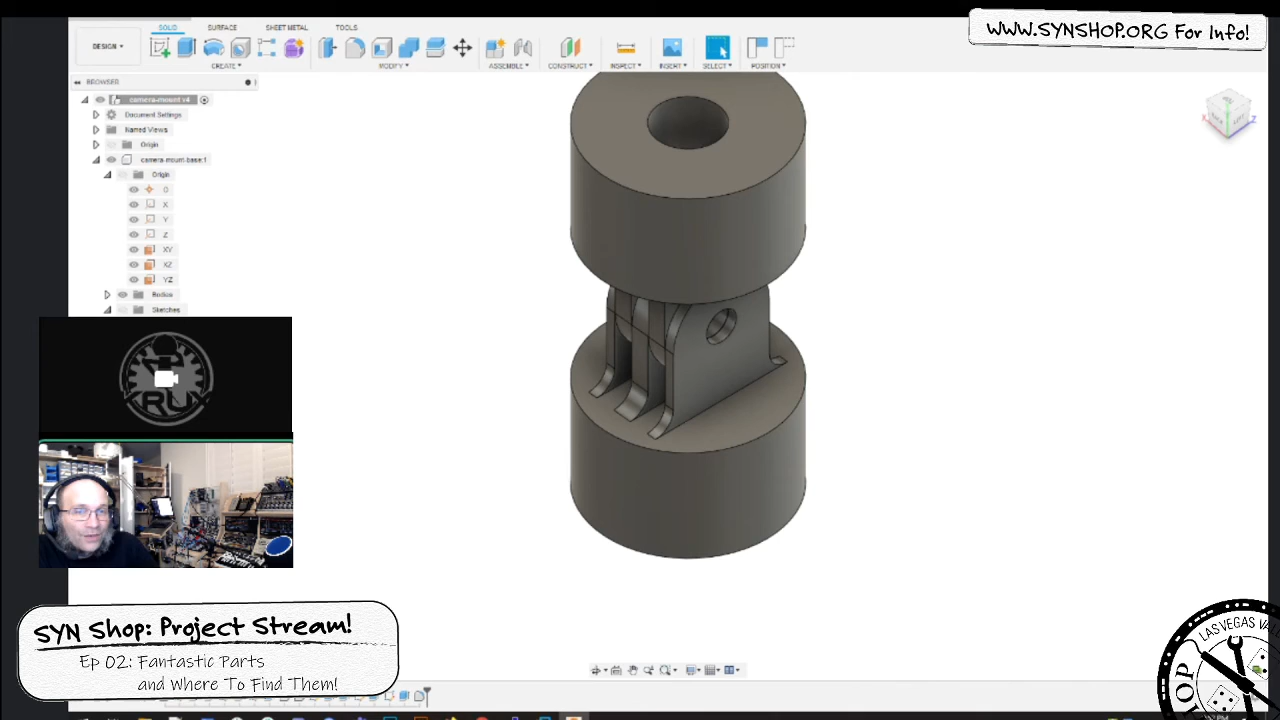 WWW.SYNSHOP.ORG For Info!
SOLID SURFACE SHEET METAL TOOLS
DESIGN
CREATE MODIFY ASSEMBLE CONSTRUCT INSPECT INSERT SELECT POSITION
BROWSER
camera-mount v4
Document Settings
Named Views
Origin
camera-mount-base:1
Origin
O
X
Y
Z
XY
XZ
YZ
Bodies
Sketches
SYN Shop: Project Stream!
Ep 02: Fantastic Parts
and Where To Find Them!
LAS VEGAS